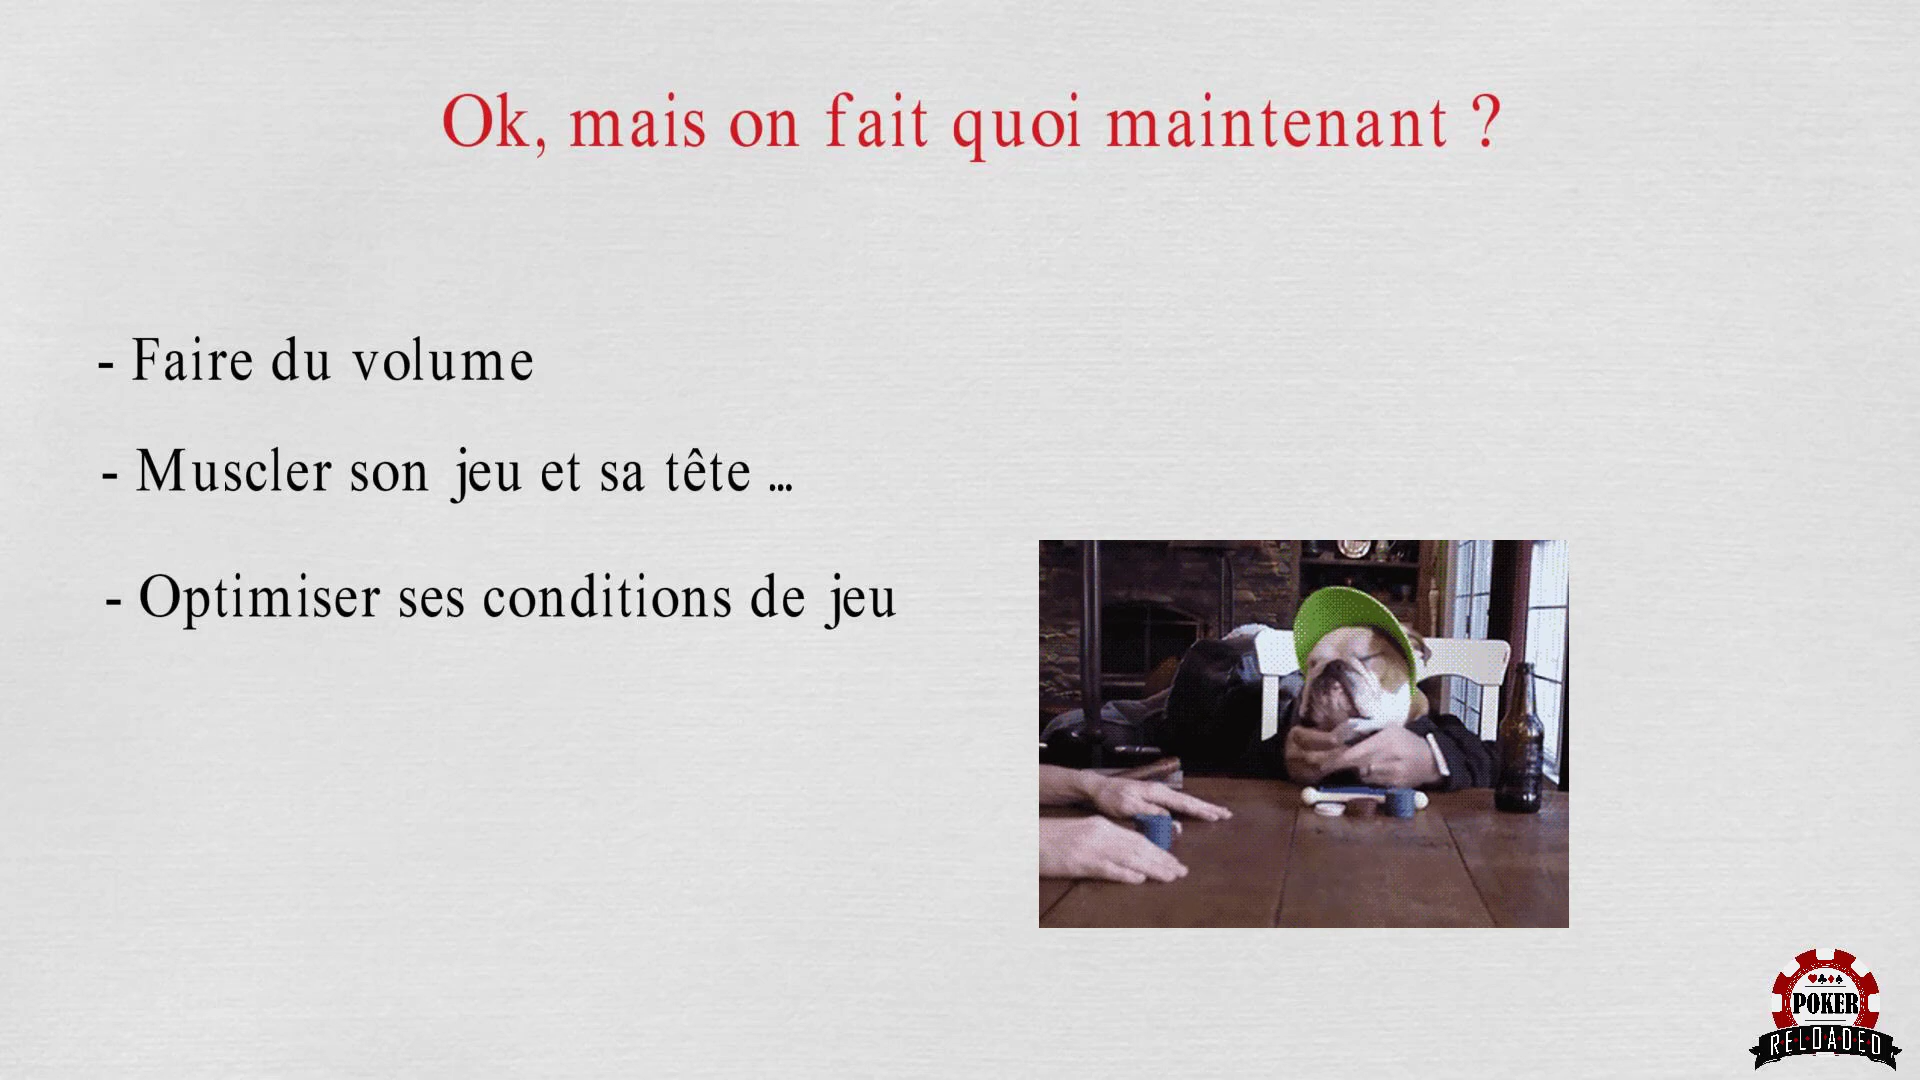 Ok, mais on fait quoi maintenant ?
- Faire du volume
- Muscler son jeu et sa tête ...
- Optimiser ses conditions de jeu
POKER
RELOADED